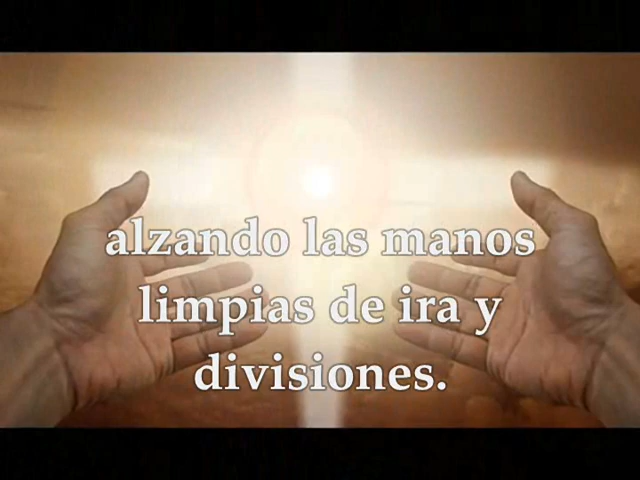 alzando las manos
limpias de ira y
divisiones.